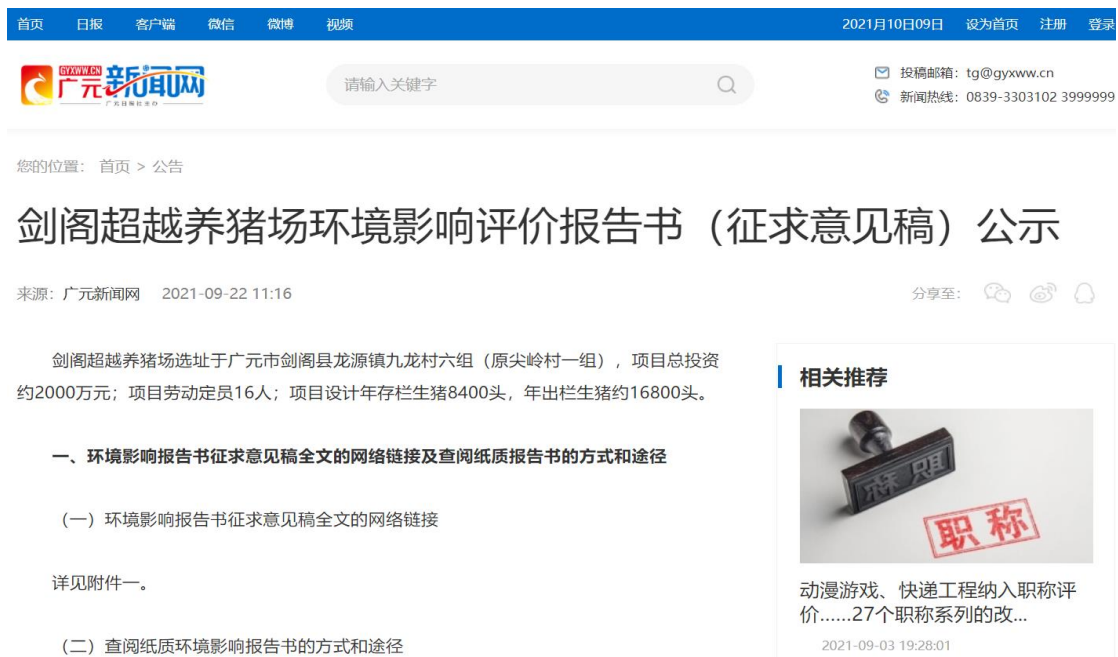 首页 日报 客户端 微信 微博 视频 2021月10日09日 设为首页 注册 登录
GYXWW.CN
广元新闻网
广元日报社主办
请输入关键字
投稿邮箱：tg@gyxww.cn
新闻热线：0839-3303102 3999999
您的位置： 首页 > 公告
剑阁超越养猪场环境影响评价报告书（征求意见稿）公示
来源：广元新闻网 2021-09-22 11:16 分享至：
剑阁超越养猪场选址于广元市剑阁县龙源镇九龙村六组（原尖岭村一组），项目总投资
约2000万元；项目劳动定员16人；项目设计年存栏生猪8400头，年出栏生猪约16800头。
一、环境影响报告书征求意见稿全文的网络链接及查阅纸质报告书的方式和途径
（一）环境影响报告书征求意见稿全文的网络链接
详见附件一。
（二）查阅纸质环境影响报告书的方式和途径
相关推荐
职称
职称
动漫游戏、快递工程纳入职称评
价......27个职称系列的改...
2021-09-03 19:28:01